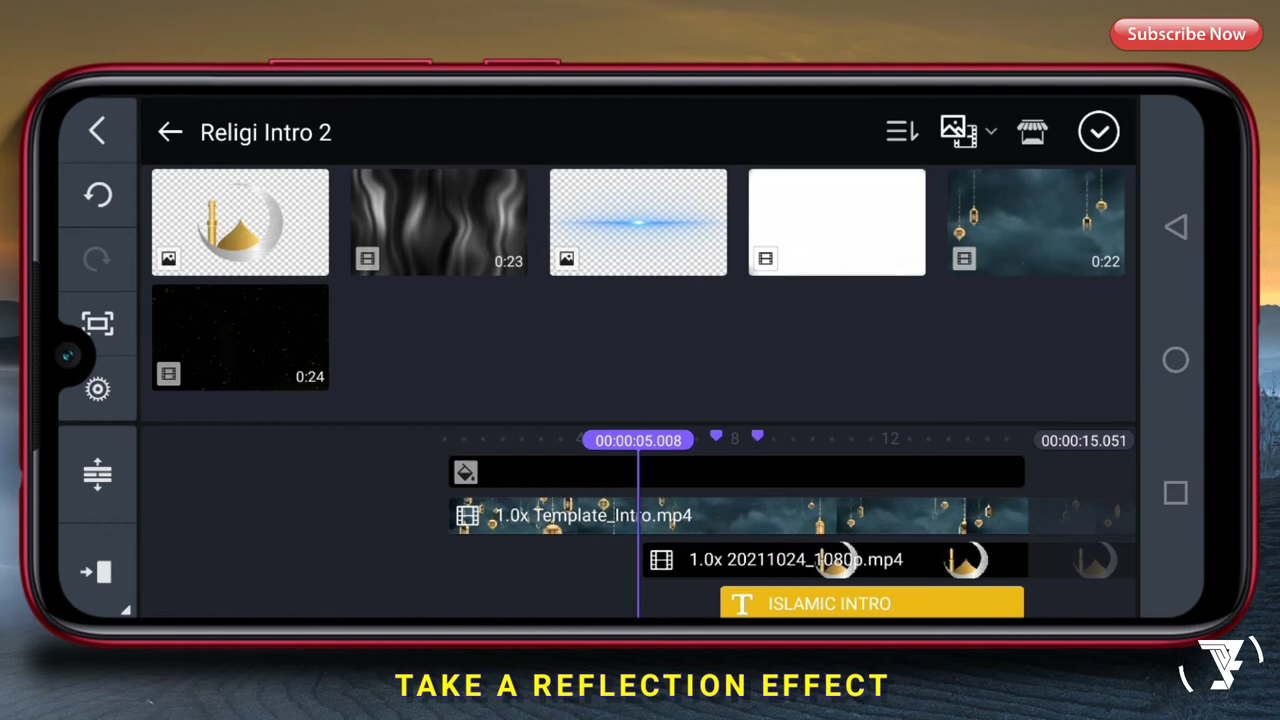 Subscribe Now
Religi Intro 2
0:23
0:22
0:24
00:00:05.008
8
12
00:00:15.051
1.0x Template_Intro.mp4
1.0x 20211024_1080p.mp4
T ISLAMIC INTRO
TAKE A REFLECTION EFFECT